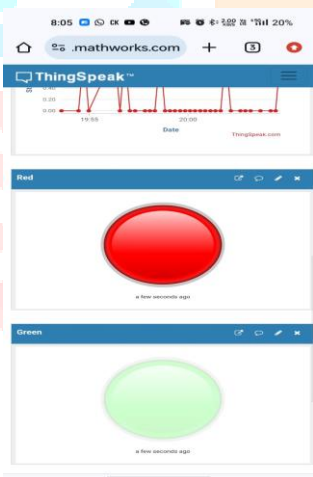 8:05 20%
.mathworks.com 3
ThingSpeak™
0.40
0.20
0.00
19:59 20:00
Date
ThingSpeak.com
Red
a few seconds ago
Green
a few seconds ago